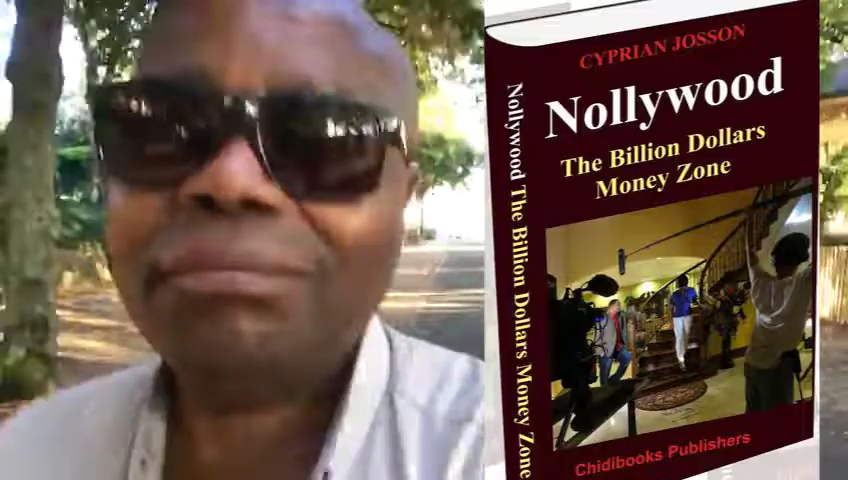 CYPRIAN JOSSON
Nollywood
The Billion Dollars
Money Zone
Chidibooks Publishers
Nollywood The Billion Dollars Money Zone